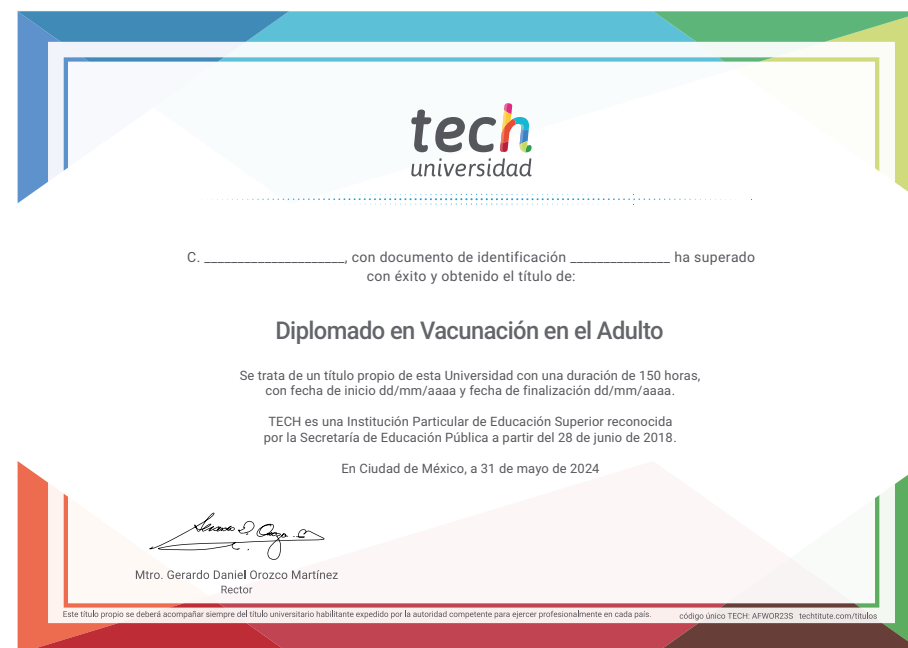 tech
universidad
C. _____________________, con documento de identificación _______________ ha superado
con éxito y obtenido el título de:
Diplomado en Vacunación en el Adulto
Se trata de un título propio de esta Universidad con una duración de 150 horas,
con fecha de inicio dd/mm/aaaa y fecha de finalización dd/mm/aaaa.
TECH es una Institución Particular de Educación Superior reconocida
por la Secretaría de Educación Pública a partir del 28 de junio de 2018.
En Ciudad de México, a 31 de mayo de 2024
Mtro. Gerardo Daniel Orozco Martínez
Rector
Este título propio se deberá acompañar siempre del título universitario habilitante expedido por la autoridad competente para ejercer profesionalmente en cada país. código único TECH: AFWOR23S techtitute.com/titulos